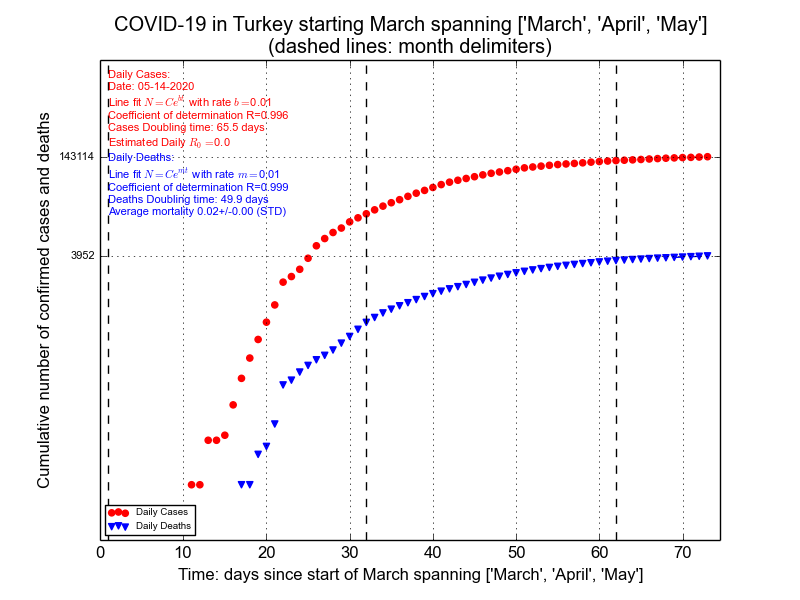 COVID-19 in Turkey starting March spanning ['March', 'April', 'May']
(dashed lines: month delimiters)
Daily Cases:
Date: 05-14-2020
Line fit N=Ce^{bt}: with rate b=0.01
Coefficient of determination R=0.996
Cases Doubling time: 65.5 days
Estimated Daily R_0=0.0
Daily Deaths:
Line fit N=Ce^{mt} with rate m=0.01
Coefficient of determination R=0.999
Deaths Doubling time: 49.9 days
Average mortality 0.02+/-0.00 (STD)
143114
3952
Cumulative number of confirmed cases and deaths
Daily Cases
Daily Deaths
0 10 20 30 40 50 60 70
Time: days since start of March spanning ['March', 'April', 'May']